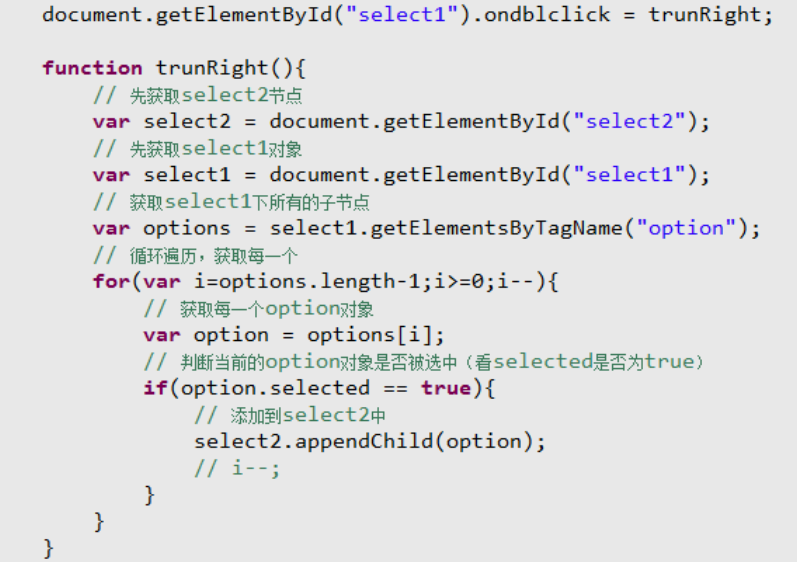 document.getElementById("select1").ondblclick = trunRight;
function trunRight(){
// 先获取select2节点
var select2 = document.getElementById("select2");
// 先获取select1对象
var select1 = document.getElementById("select1");
// 获取select1下所有的子节点
var options = select1.getElementsByTagName("option");
// 循环遍历，获取每一个
for(var i=options.length-1;i>=0;i--){
// 获取每一个option对象
var option = options[i];
// 判断当前的option对象是否被选中（看selected是否为true）
if(option.selected == true){
// 添加到select2中
select2.appendChild(option);
// i--;
}
}
}